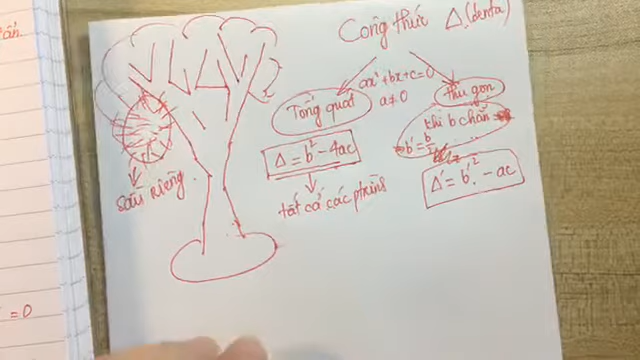 Công thức Δ (denta)
ax²+bx+c=0
a≠0
Tổng quát
Δ = b² - 4ac
tất cả các ptrình
thu gọn
khi b chẵn
b' = b/2
Δ' = b'² - ac
sầu riêng
= 0